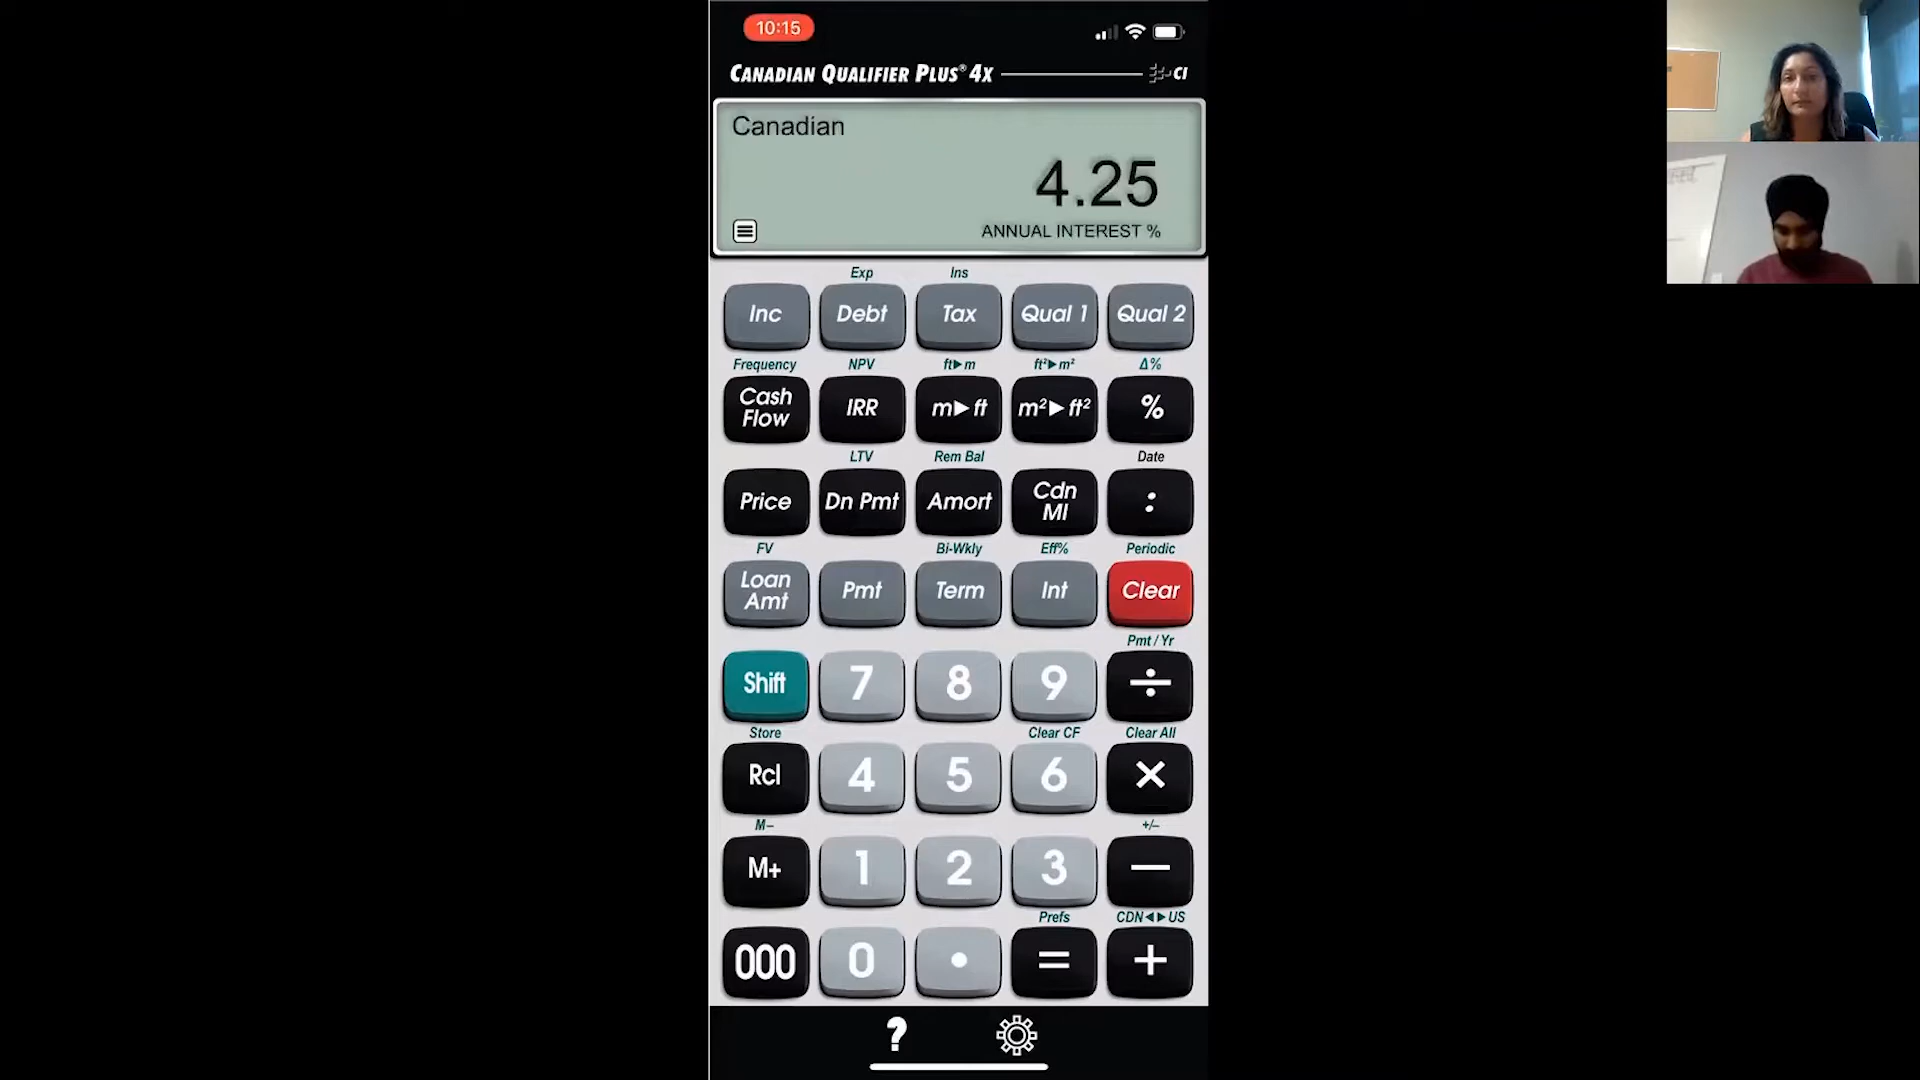 10:15
CANADIAN QUALIFIER PLUS® 4X CI
Canadian
4.25
ANNUAL INTEREST %
Exp Ins
Inc Debt Tax Qual 1 Qual 2
Frequency NPV ft▶m ft²▶m² Δ%
Cash Flow IRR m▶ft m²▶ft² %
LTV Rem Bal Date
Price Dn Pmt Amort Cdn MI :
FV Bi-Wkly Eff% Periodic
Loan Amt Pmt Term Int Clear
Pmt / Yr
Shift 7 8 9 ÷
Store Clear CF Clear All
Rcl 4 5 6 ×
M– +/–
M+ 1 2 3 —
Prefs CDN◀▶US
000 0 • = +
?